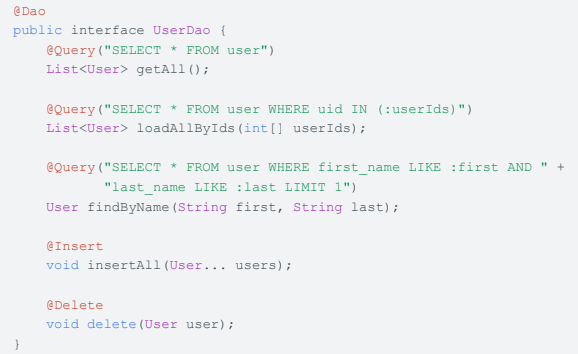 @Dao
public interface UserDao {
    @Query("SELECT * FROM user")
    List<User> getAll();

    @Query("SELECT * FROM user WHERE uid IN (:userIds)")
    List<User> loadAllByIds(int[] userIds);

    @Query("SELECT * FROM user WHERE first_name LIKE :first AND " +
           "last_name LIKE :last LIMIT 1")
    User findByName(String first, String last);

    @Insert
    void insertAll(User... users);

    @Delete
    void delete(User user);
}